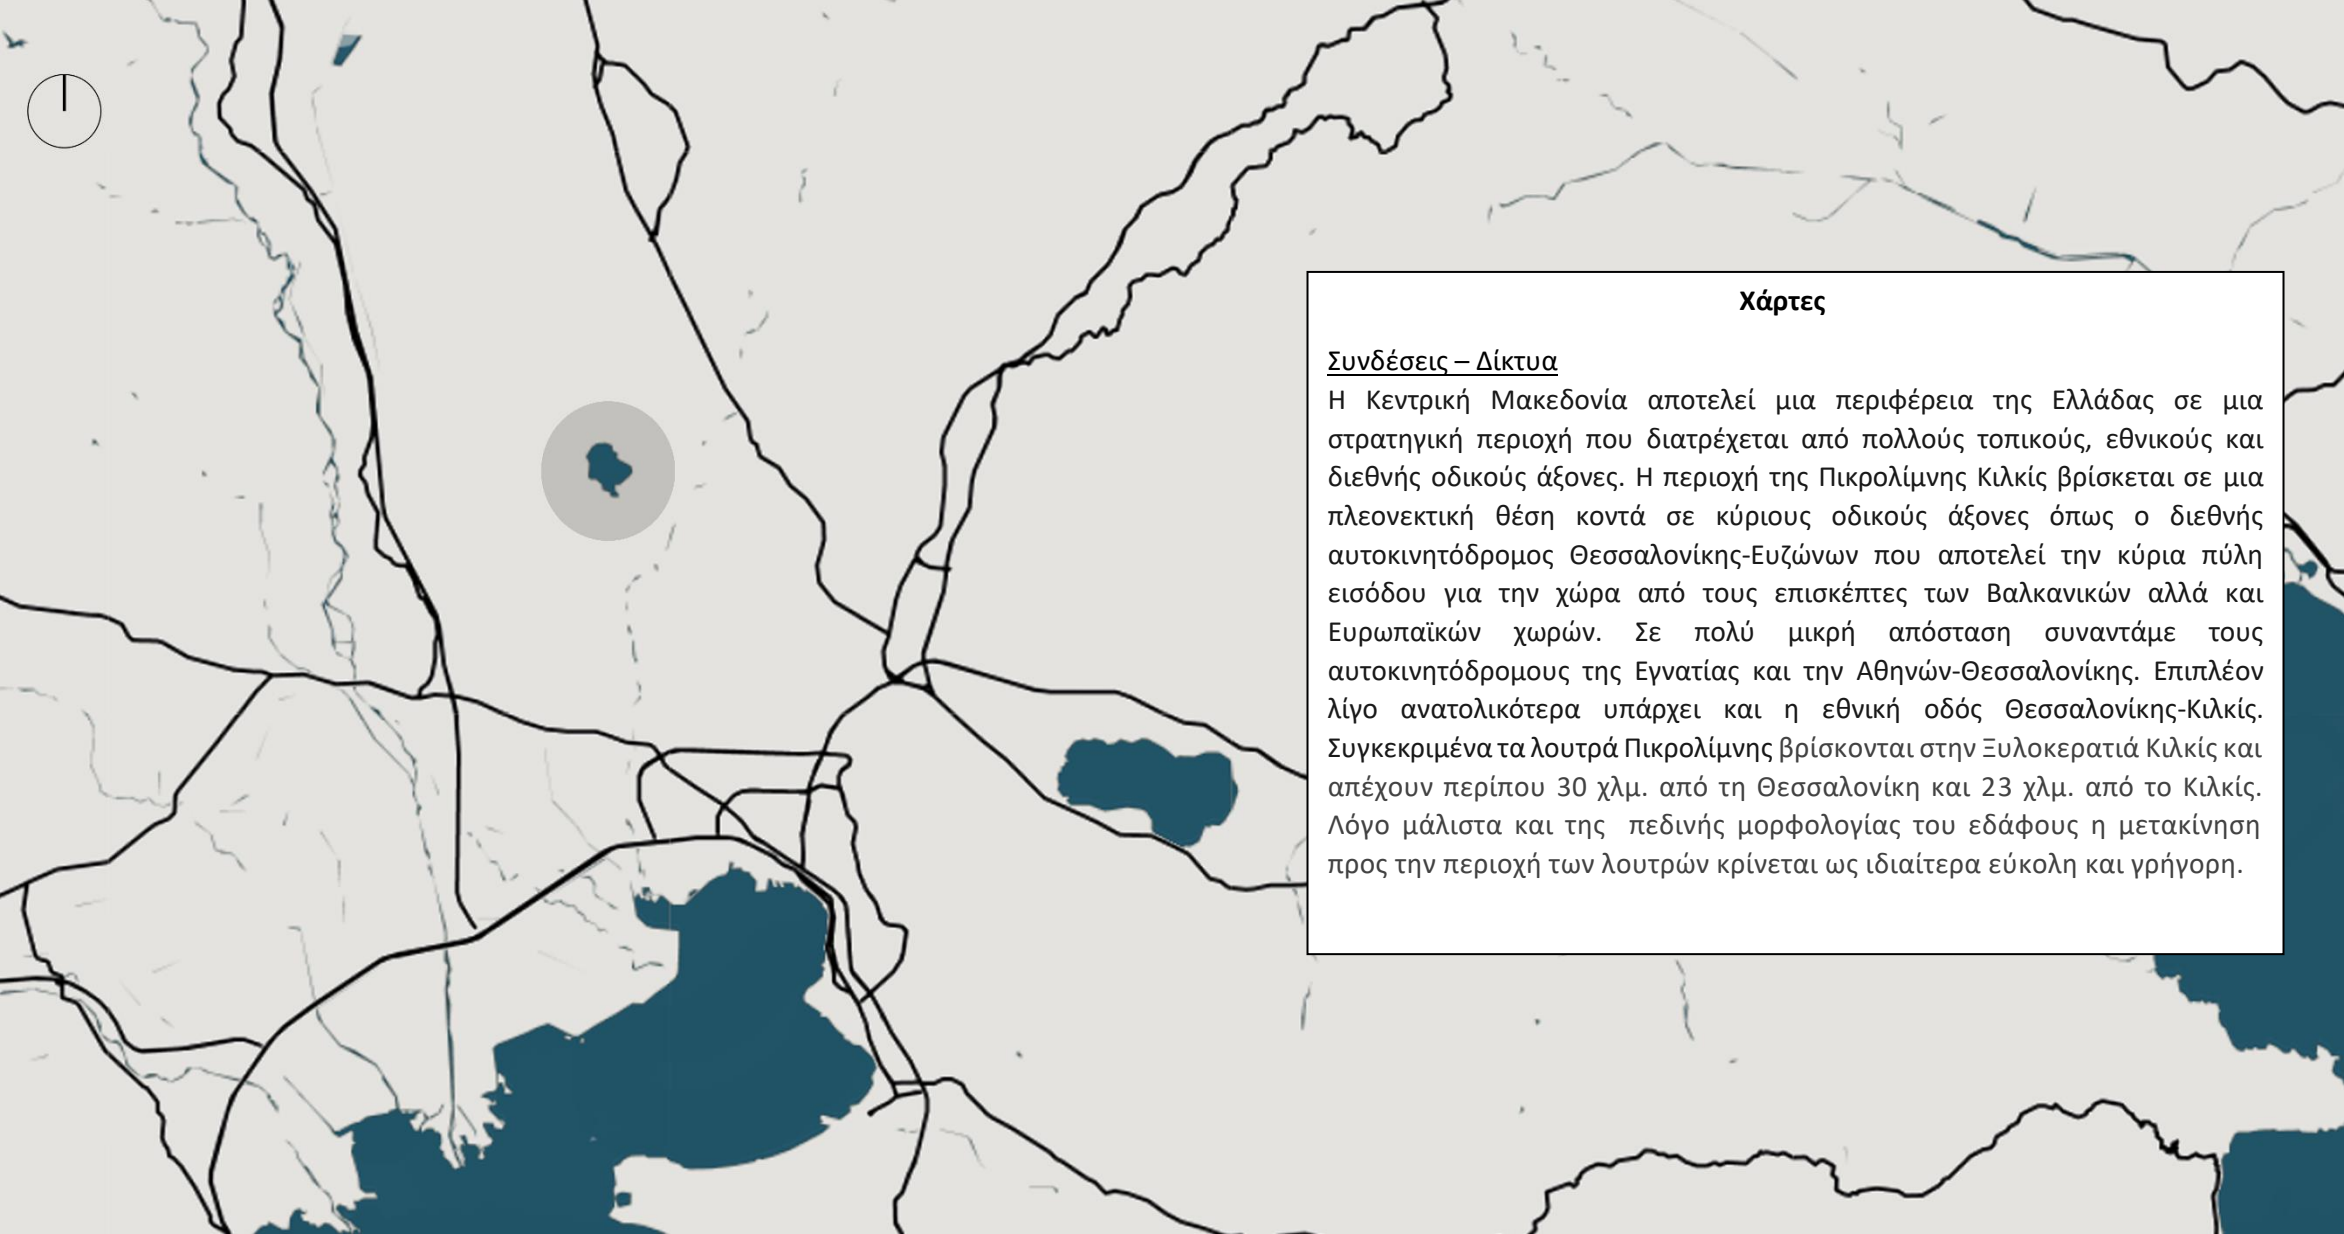 Χάρτες
Συνδέσεις – Δίκτυα
Η Κεντρική Μακεδονία αποτελεί μια περιφέρεια της Ελλάδας σε μια
στρατηγική περιοχή που διατρέχεται από πολλούς τοπικούς, εθνικούς και
διεθνής οδικούς άξονες. Η περιοχή της Πικρολίμνης Κιλκίς βρίσκεται σε μια
πλεονεκτική θέση κοντά σε κύριους οδικούς άξονες όπως ο διεθνής
αυτοκινητόδρομος Θεσσαλονίκης-Ευζώνων που αποτελεί την κύρια πύλη
εισόδου για την χώρα από τους επισκέπτες των Βαλκανικών αλλά και
Ευρωπαϊκών χωρών. Σε πολύ μικρή απόσταση συναντάμε τους
αυτοκινητόδρομους της Εγνατίας και την Αθηνών-Θεσσαλονίκης. Επιπλέον
λίγο ανατολικότερα υπάρχει και η εθνική οδός Θεσσαλονίκης-Κιλκίς.
Συγκεκριμένα τα λουτρά Πικρολίμνης βρίσκονται στην Ξυλοκερατιά Κιλκίς και
απέχουν περίπου 30 χλμ. από τη Θεσσαλονίκη και 23 χλμ. από το Κιλκίς.
Λόγο μάλιστα και της πεδινής μορφολογίας του εδάφους η μετακίνηση
προς την περιοχή των λουτρών κρίνεται ως ιδιαίτερα εύκολη και γρήγορη.